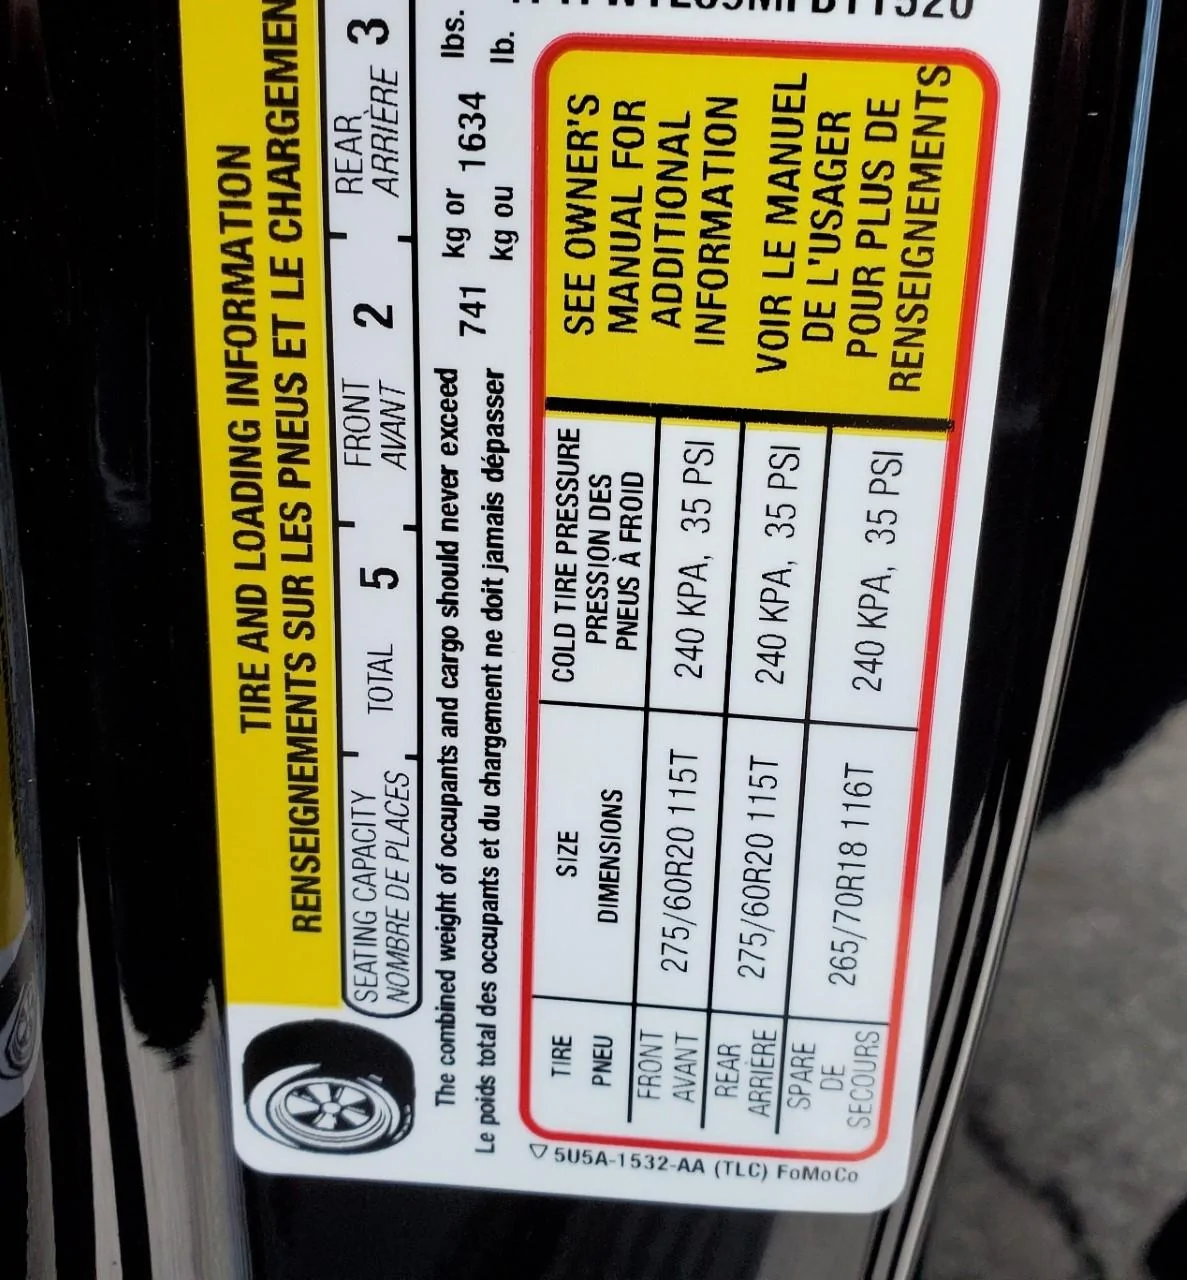 TIRE AND LOADING INFORMATION
RENSEIGNEMENTS SUR LES PNEUS ET LE CHARGEMEN
SEATING CAPACITY
NOMBRE DE PLACES
TOTAL 5
FRONT
AVANT
2
REAR
ARRIÈRE
3
The combined weight of occupants and cargo should never exceed
Le poids total des occupants et du chargement ne doit jamais dépasser
741
kg or
kg ou
1634
lbs.
lb.
TIRE
PNEU
SIZE
DIMENSIONS
COLD TIRE PRESSURE
PRESSION DES
PNEUS À FROID
FRONT
AVANT
275/60R20 115T
240 KPA, 35 PSI
REAR
ARRIÈRE
275/60R20 115T
240 KPA, 35 PSI
SPARE
DE
SECOURS
265/70R18 116T
240 KPA, 35 PSI
SEE OWNER'S
MANUAL FOR
ADDITIONAL
INFORMATION
VOIR LE MANUEL
DE L'USAGER
POUR PLUS DE
RENSEIGNEMENTS
5U5A-1532-AA (TLC) FoMoCo